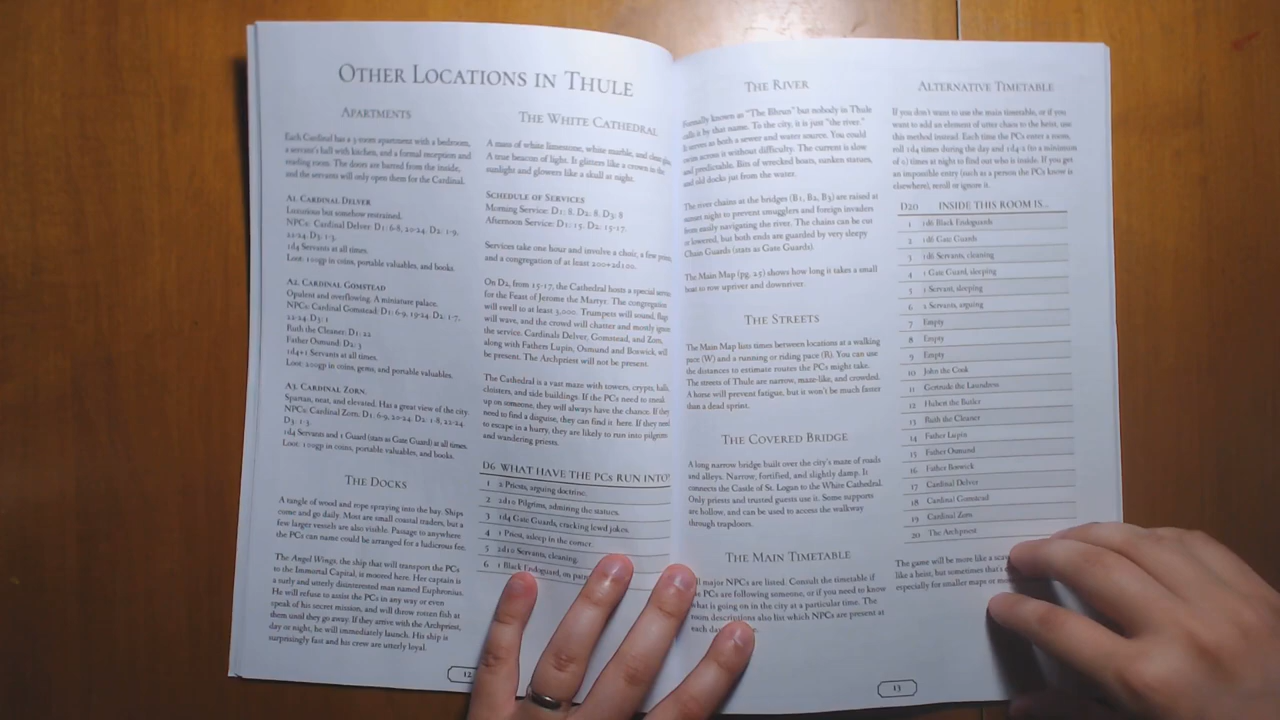 OTHER LOCATIONS IN THULE
APARTMENTS
Each Cardinal has a 3-room apartment with a bedroom,
a servant's hall with kitchen, and a formal reception and
reading room. The doors are barred from the inside,
and the servants will only open them for the Cardinal.
A1. CARDINAL DELVER
Luxurious but somewhat restrained.
NPCs: Cardinal Delver D1: 6-8, 20-24. D2: 1-9,
22-24. D3: 1-3.
1d4 Servants at all times.
Loot: 100gp in coins, portable valuables, and books.
A2. CARDINAL GOMSTEAD
Opulent and overflowing. A miniature palace.
NPCs: Cardinal Gomstead: D1: 6-9, 19-24. D2: 1-7,
22-24. D3: 1
Ruth the Cleaner: D1: 22
Father Osmund: D2: 3
1d4+1 Servants at all times.
Loot: 200gp in coins, gems, and portable valuables.
A3. CARDINAL ZORN.
Spartan, neat, and elevated. Has a great view of the city.
NPCs: Cardinal Zorn. D1: 6-9, 20-24. D2: 1-8, 22-24.
D3: 1-3.
1d4 Servants and 1 Guard (stats as Gate Guard) at all times.
Loot: 100gp in coins, portable valuables, and books.
THE DOCKS
A tangle of wood and rope spraying into the bay. Ships
come and go daily. Most are small coastal traders, but a
few larger vessels are also visible. Passage to anywhere
the PCs can name could be arranged for a ludicrous fee.
The Angel Wings, the ship that will transport the PCs
to the Immortal Capital, is moored here. Her captain is
a surly and utterly disinterested man named Euphronius.
He will refuse to assist the PCs in any way or even
speak of his secret mission, and will throw rotten fish at
them until they go away. If they arrive with the Archpriest,
day or night, he will immediately launch. His ship is
surprisingly fast and his crew are utterly loyal.
12
THE WHITE CATHEDRAL
A mass of white limestone, white marble, and clear glass.
A true beacon of light. It glitters like a crown in the
sunlight and glowers like a skull at night.
SCHEDULE OF SERVICES
Morning Service: D1: 8. D2: 8. D3: 8
Afternoon Service: D1: 15. D2: 15-17.
Services take one hour and involve a choir, a few priests,
and a congregation of at least 200+2d100.
On D2, from 15-17, the Cathedral hosts a special service
for the Feast of Jerome the Martyr. The congregation
will swell to at least 3,000. Trumpets will sound, flags
will wave, and the crowd will chatter and mostly ignore
the service. Cardinals Delver, Gomstead, and Zorn,
along with Fathers Lupin, Osmund and Borwick, will
be present. The Archpriest will not be present.
The Cathedral is a vast maze with towers, crypts, halls,
cloisters, and side buildings. If the PCs need to sneak
up on someone, they will always have the chance. If they
need to find a disguise, they can find it here. If they need
to escape in a hurry, they are likely to run into pilgrims
and wandering priests.
D6 WHAT HAVE THE PCS RUN INTO?
1 2 Priests, arguing doctrine.
2 2d10 Pilgrims, admiring the statues.
3 1d4 Gate Guards, cracking lewd jokes.
4 1 Priest, asleep in the corner.
5 2d10 Servants, cleaning.
6 1 Black Endoguard, on patr
THE RIVER
Formally known as "The Bhrun" but nobody in Thule
calls it by that name. To the city, it is just "the river."
It serves as both a sewer and water source. You could
swim across it without difficulty. The current is slow
and predictable. Bits of wrecked boats, sunken statues,
and old docks jut from the water.
The river chains at the bridges (B1, B2, B3) are raised at
sunset night to prevent smugglers and foreign invaders
from easily navigating the river. The chains can be cut
or lowered, but both ends are guarded by very sleepy
Chain Guards (stats as Gate Guards).
The Main Map (pg. 25) shows how long it takes a small
boat to row upriver and downriver.
THE STREETS
The Main Map lists times between locations at a walking
pace (W) and a running or riding pace (R). You can use
the distances to estimate routes the PCs might take.
The streets of Thule are narrow, maze-like, and crowded.
A horse will prevent fatigue, but it won't be much faster
than a dead sprint.
THE COVERED BRIDGE
A long narrow bridge built over the city's maze of roads
and alleys. Narrow, fortified, and slightly damp. It
connects the Castle of St. Logan to the White Cathedral.
Only priests and trusted guests use it. Some supports
are hollow, and can be used to access the walkway
through trapdoors.
THE MAIN TIMETABLE
major NPCs are listed. Consult the timetable if
PCs are following someone, or if you need to know
what is going on in the city at a particular time. The
room descriptions also list which NPCs are present at
each day
ALTERNATIVE TIMETABLE
If you don't want to use the main timetable, or if you
want to add an element of utter chaos to the heist, use
this method instead. Each time the PCs enter a room,
roll 1d4 times during the day and 1d4-1 (to a minimum
of 0) times at night to find out who is inside. If you get
an impossible entry (such as a person the PCs know is
elsewhere), reroll or ignore it.
D20 INSIDE THIS ROOM IS...
1 1d6 Black Endoguards
2 1d6 Gate Guards
3 1d6 Servants, cleaning
4 1 Gate Guard, sleeping
5 1 Servant, sleeping
6 2 Servants, arguing
7 Empty
8 Empty
9 Empty
10 John the Cook
11 Gertrude the Laundress
12 Hubert the Butler
13 Ruth the Cleaner
14 Father Lupin
15 Father Osmund
16 Father Borwick
17 Cardinal Delver
18 Cardinal Gomstead
19 Cardinal Zorn
20 The Archpriest
The game will be more like a
like a heist, but sometimes that's
especially for smaller maps or
13